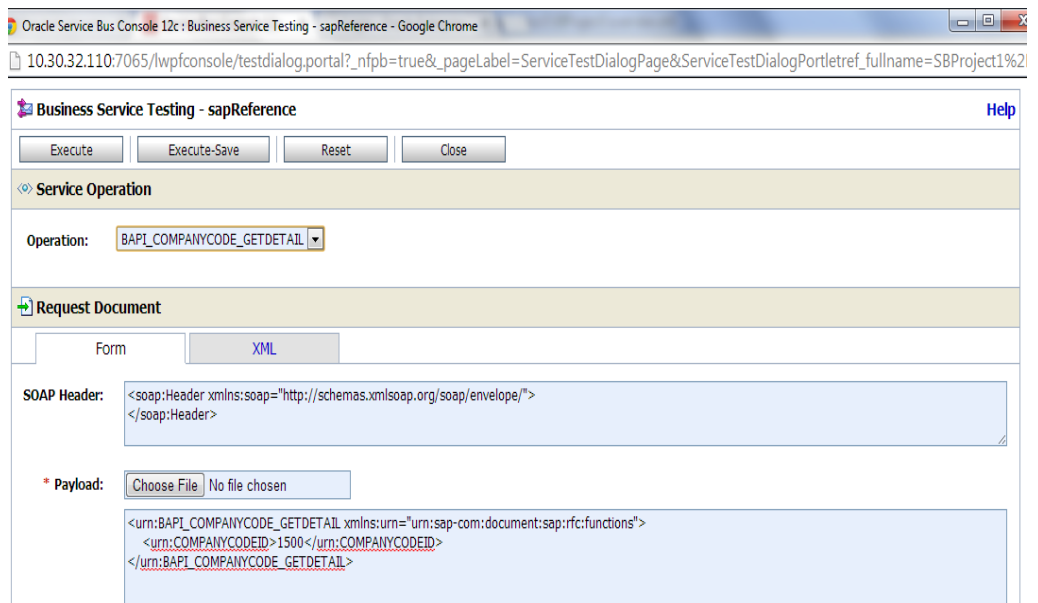 Oracle Service Bus Console 12c : Business Service Testing - sapReference - Google Chrome
10.30.32.110:7065/lwpfconsole/testdialog.portal?_nfpb=true&_pageLabel=ServiceTestDialogPage&ServiceTestDialogPortletref_fullname=SBProject1%2
Business Service Testing - sapReference Help
Execute Execute-Save Reset Close
Service Operation
Operation: BAPI_COMPANYCODE_GETDETAIL
Request Document
Form XML
SOAP Header: <soap:Header xmlns:soap="http://schemas.xmlsoap.org/soap/envelope/">
</soap:Header>
* Payload: Choose File No file chosen
<urn:BAPI_COMPANYCODE_GETDETAIL xmlns:urn="urn:sap-com:document:sap:rfc:functions">
<urn:COMPANYCODEID>1500</urn:COMPANYCODEID>
</urn:BAPI_COMPANYCODE_GETDETAIL>